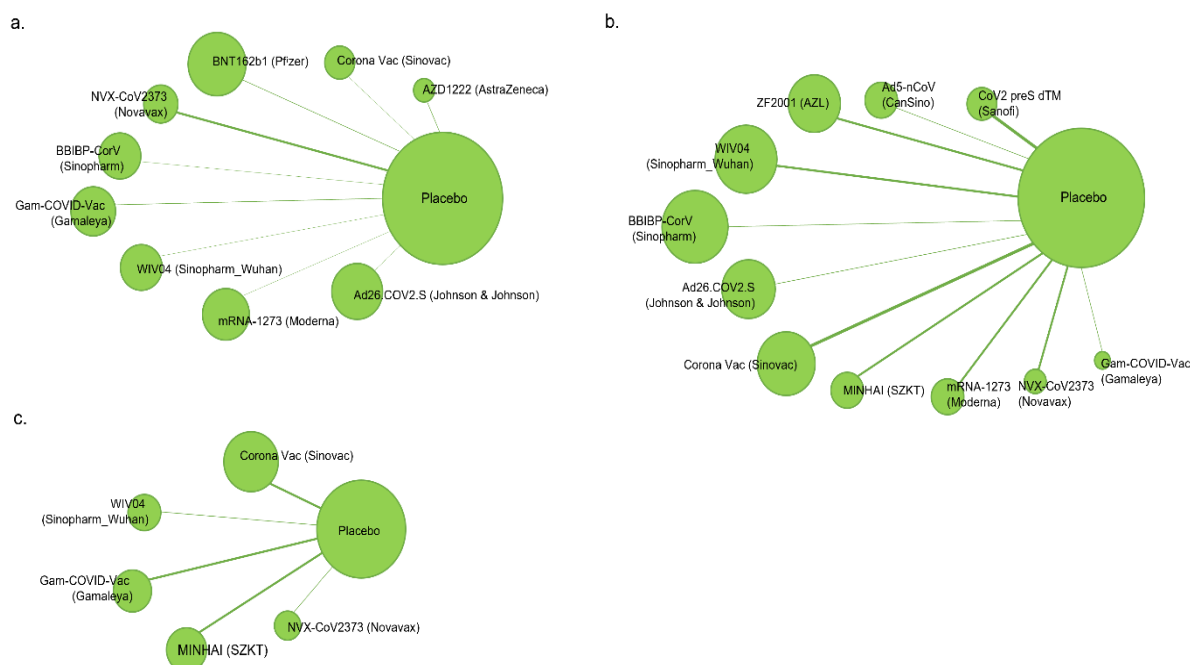 a.
BNT162b1 (Pfizer)
Corona Vac (Sinovac)
AZD1222 (AstraZeneca)
NVX-CoV2373
(Novavax)
BBIBP-CorV
(Sinopharm)
Placebo
Gam-COVID-Vac
(Gamaleya)
WIV04 (Sinopharm_Wuhan)
Ad26.COV2.S (Johnson & Johnson)
mRNA-1273 (Moderna)
b.
ZF2001 (AZL)
Ad5-nCoV
(CanSino)
CoV2 preS dTM
(Sanofi)
WIV04
(Sinopharm_Wuhan)
Placebo
BBIBP-CorV
(Sinopharm)
Ad26.COV2.S
(Johnson & Johnson)
Corona Vac (Sinovac)
MINHAI (SZKT)
mRNA-1273
(Moderna)
NVX-CoV2373
(Novavax)
Gam-COVID-Vac
(Gamaleya)
c.
Corona Vac (Sinovac)
WIV04
(Sinopharm_Wuhan)
Placebo
Gam-COVID-Vac
(Gamaleya)
NVX-CoV2373 (Novavax)
MINHAI (SZKT)